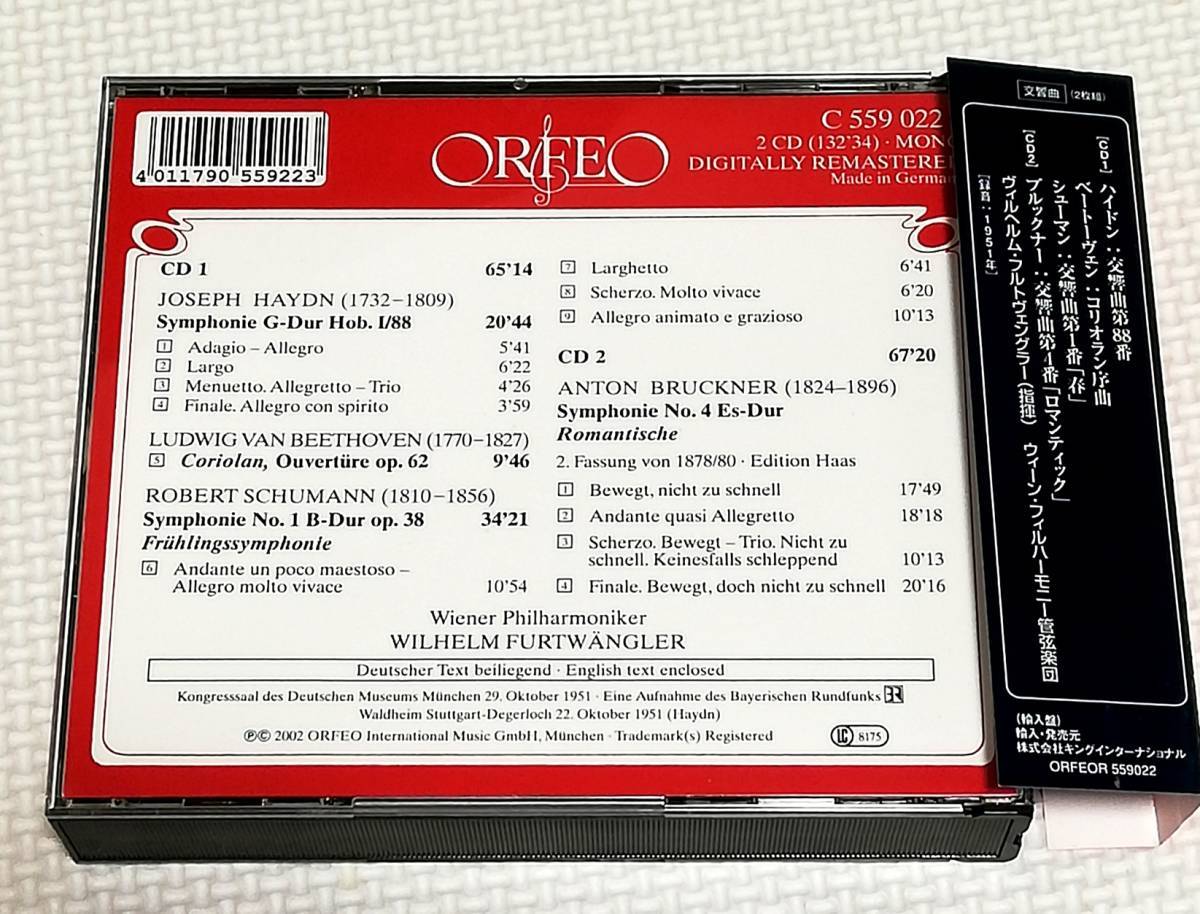 4 011790 559223
ORFEO
C 559 022
2 CD (132'34) · MONO
DIGITALLY REMASTERED
Made in German
CD 1 65'14
JOSEPH HAYDN (1732–1809)
Symphonie G-Dur Hob. I/88 20'44
1 Adagio – Allegro 5'41
2 Largo 6'22
3 Menuetto. Allegretto – Trio 4'26
4 Finale. Allegro con spirito 3'59
LUDWIG VAN BEETHOVEN (1770–1827)
5 Coriolan, Ouvertüre op. 62 9'46
ROBERT SCHUMANN (1810–1856)
Symphonie No. 1 B-Dur op. 38 34'21
Frühlingssymphonie
6 Andante un poco maestoso –
Allegro molto vivace 10'54
7 Larghetto 6'41
8 Scherzo. Molto vivace 6'20
9 Allegro animato e grazioso 10'13
CD 2 67'20
ANTON BRUCKNER (1824–1896)
Symphonie No. 4 Es-Dur
Romantische
2. Fassung von 1878/80 · Edition Haas
1 Bewegt, nicht zu schnell 17'49
2 Andante quasi Allegretto 18'18
3 Scherzo. Bewegt – Trio. Nicht zu
schnell. Keinesfalls schleppend 10'13
4 Finale. Bewegt, doch nicht zu schnell 20'16
Wiener Philharmoniker
WILHELM FURTWÄNGLER
Deutscher Text beiliegend · English text enclosed
Kongresssaal des Deutschen Museums München 29. Oktober 1951 · Eine Aufnahme des Bayerischen Rundfunks BR
Waldheim Stuttgart-Degerloch 22. Oktober 1951 (Haydn)
℗© 2002 ORFEO International Music GmbH, München · Trademark(s) Registered
LC 8175
交響曲 (2枚組)
[CD1] ハイドン:交響曲第88番
ベートーヴェン:コリオラン序曲
シューマン:交響曲第1番「春」
[CD2] ブルックナー:交響曲第4番「ロマンティック」
ヴィルヘルム・フルトヴェングラー(指揮) ウィーン・フィルハーモニー管弦楽団
[録音:1951年]
(輸入盤)
輸入・発売元
株式会社キングインターナショナル
ORFEOR 559022